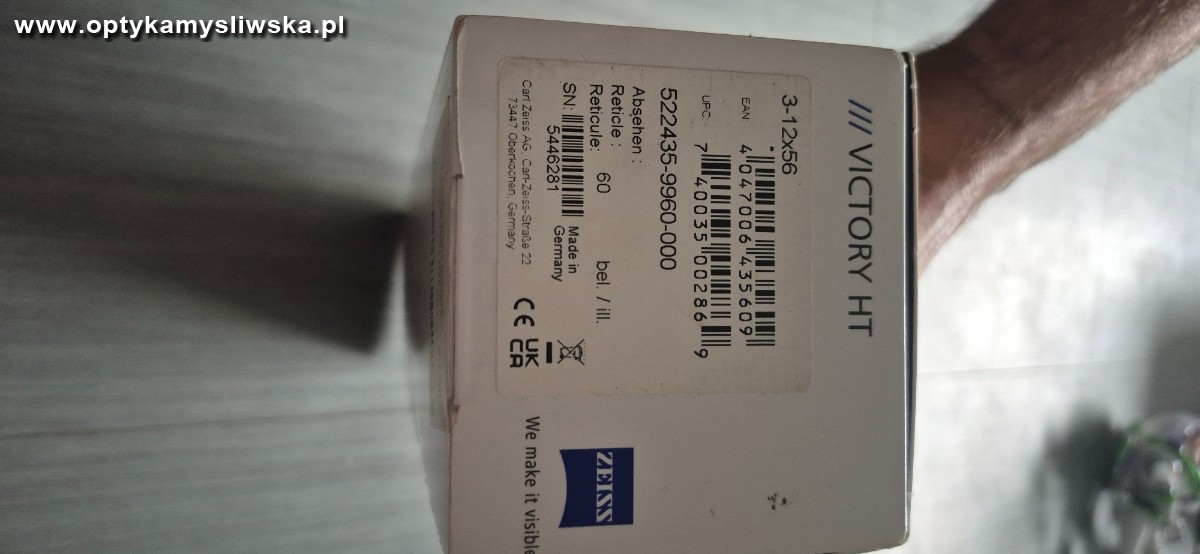 www.optykamysliwska.pl
/// VICTORY HT
3-12x56
EAN: 4 047006 435609
UPC: 7 40035 00286 9
522435-9960-000
Absehen :
Reticle : 60 bel. / ill.
Reticule:
SN: 5446281
Made in
Germany
Carl Zeiss AG, Carl-Zeiss-Straße 22
73447 Oberkochen, Germany
CE
UK
CA
ZEISS
We make it visible